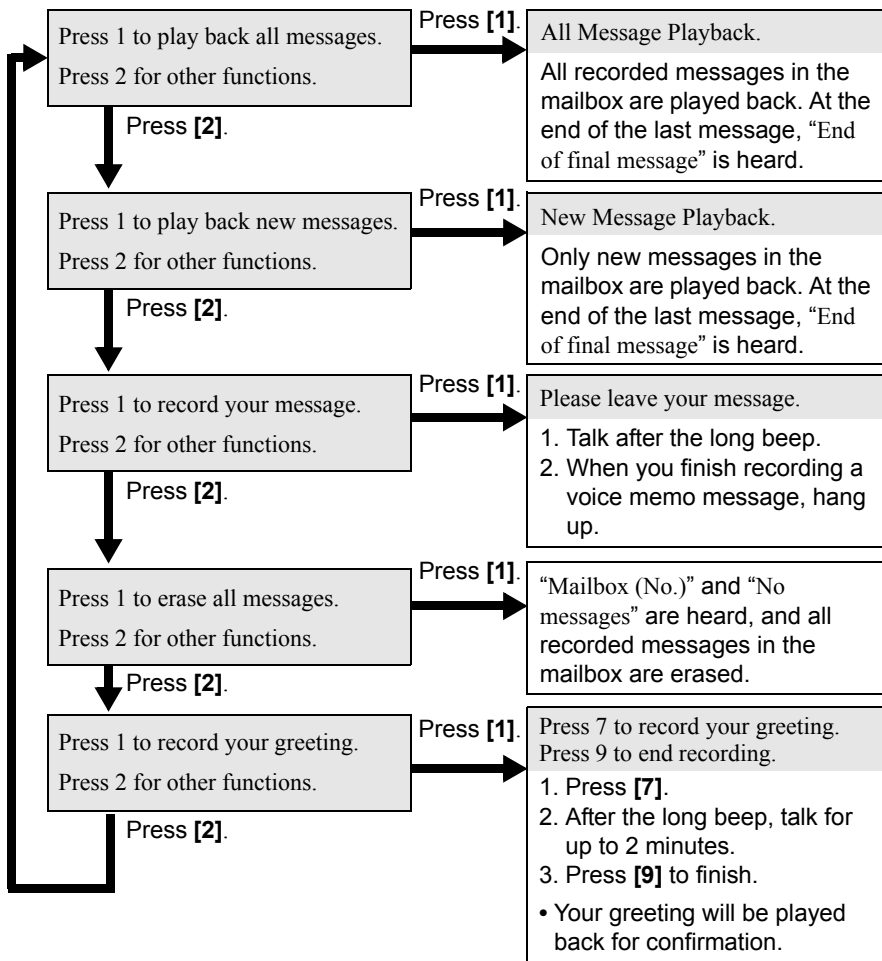 Press 1 to play back all messages.
Press 2 for other functions.
Press [1].
All Message Playback.
All recorded messages in the
mailbox are played back. At the
end of the last message, “End
of final message” is heard.
Press [2].
Press 1 to play back new messages.
Press 2 for other functions.
Press [1].
New Message Playback.
Only new messages in the
mailbox are played back. At the
end of the last message, “End
of final message” is heard.
Press [2].
Press 1 to record your message.
Press 2 for other functions.
Press [1].
Please leave your message.
1. Talk after the long beep.
2. When you finish recording a
voice memo message, hang
up.
Press [2].
Press 1 to erase all messages.
Press 2 for other functions.
Press [1].
“Mailbox (No.)” and “No
messages” are heard, and all
recorded messages in the
mailbox are erased.
Press [2].
Press 1 to record your greeting.
Press 2 for other functions.
Press [1].
Press 7 to record your greeting.
Press 9 to end recording.
1. Press [7].
2. After the long beep, talk for
up to 2 minutes.
3. Press [9] to finish.
• Your greeting will be played
back for confirmation.
Press [2].